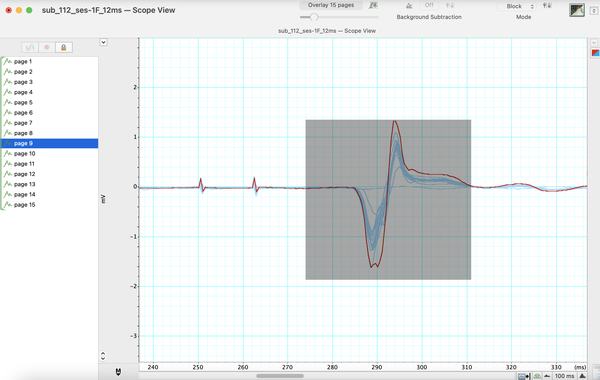 sub_112_ses-1F_12ms — Scope View
Overlay 15 pages
Off
Background Subtraction
Block
Mode
sub_112_ses-1F_12ms — Scope View
page 1
page 2
page 3
page 4
page 5
page 6
page 7
page 8
page 9
page 10
page 11
page 12
page 13
page 14
page 15
2
1
0
-1
-2
-3
mV
240
250
260
270
280
290
300
310
320
330
(ms)
100 ms